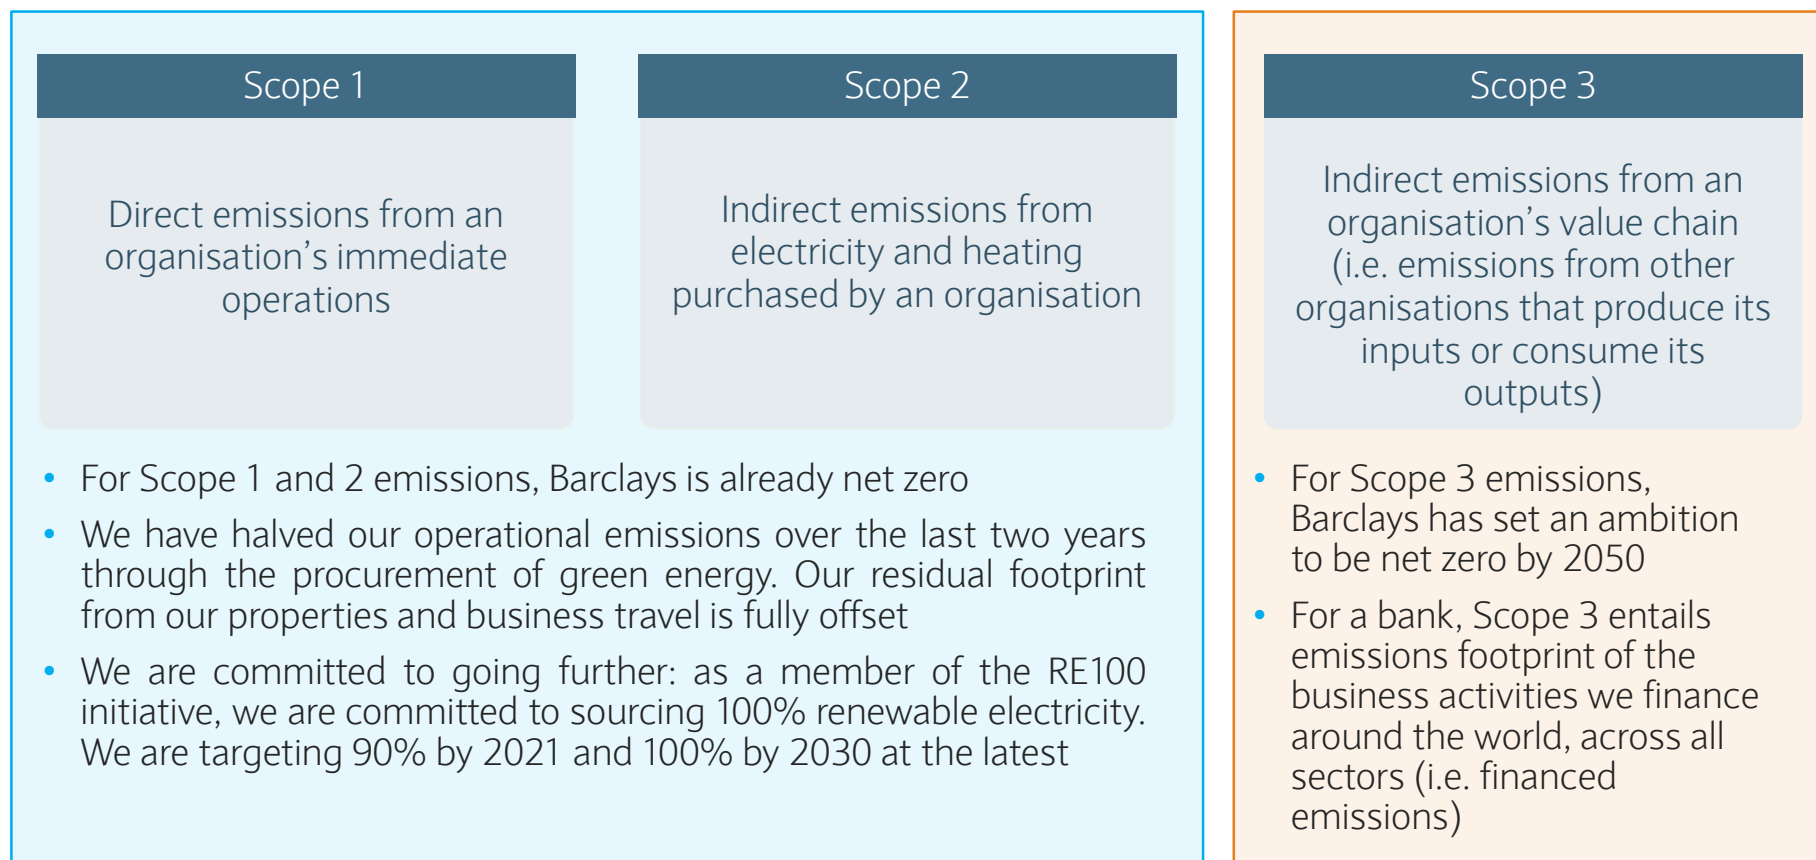 Scope 1
Direct emissions from an
organisation’s immediate
operations
Scope 2
Indirect emissions from
electricity and heating
purchased by an organisation
• For Scope 1 and 2 emissions, Barclays is already net zero
• We have halved our operational emissions over the last two years
through the procurement of green energy. Our residual footprint
from our properties and business travel is fully offset
• We are committed to going further: as a member of the RE100
initiative, we are committed to sourcing 100% renewable electricity.
We are targeting 90% by 2021 and 100% by 2030 at the latest
Scope 3
Indirect emissions from an
organisation’s value chain
(i.e. emissions from other
organisations that produce its
inputs or consume its
outputs)
• For Scope 3 emissions,
Barclays has set an ambition
to be net zero by 2050
• For a bank, Scope 3 entails
emissions footprint of the
business activities we finance
around the world, across all
sectors (i.e. financed
emissions)